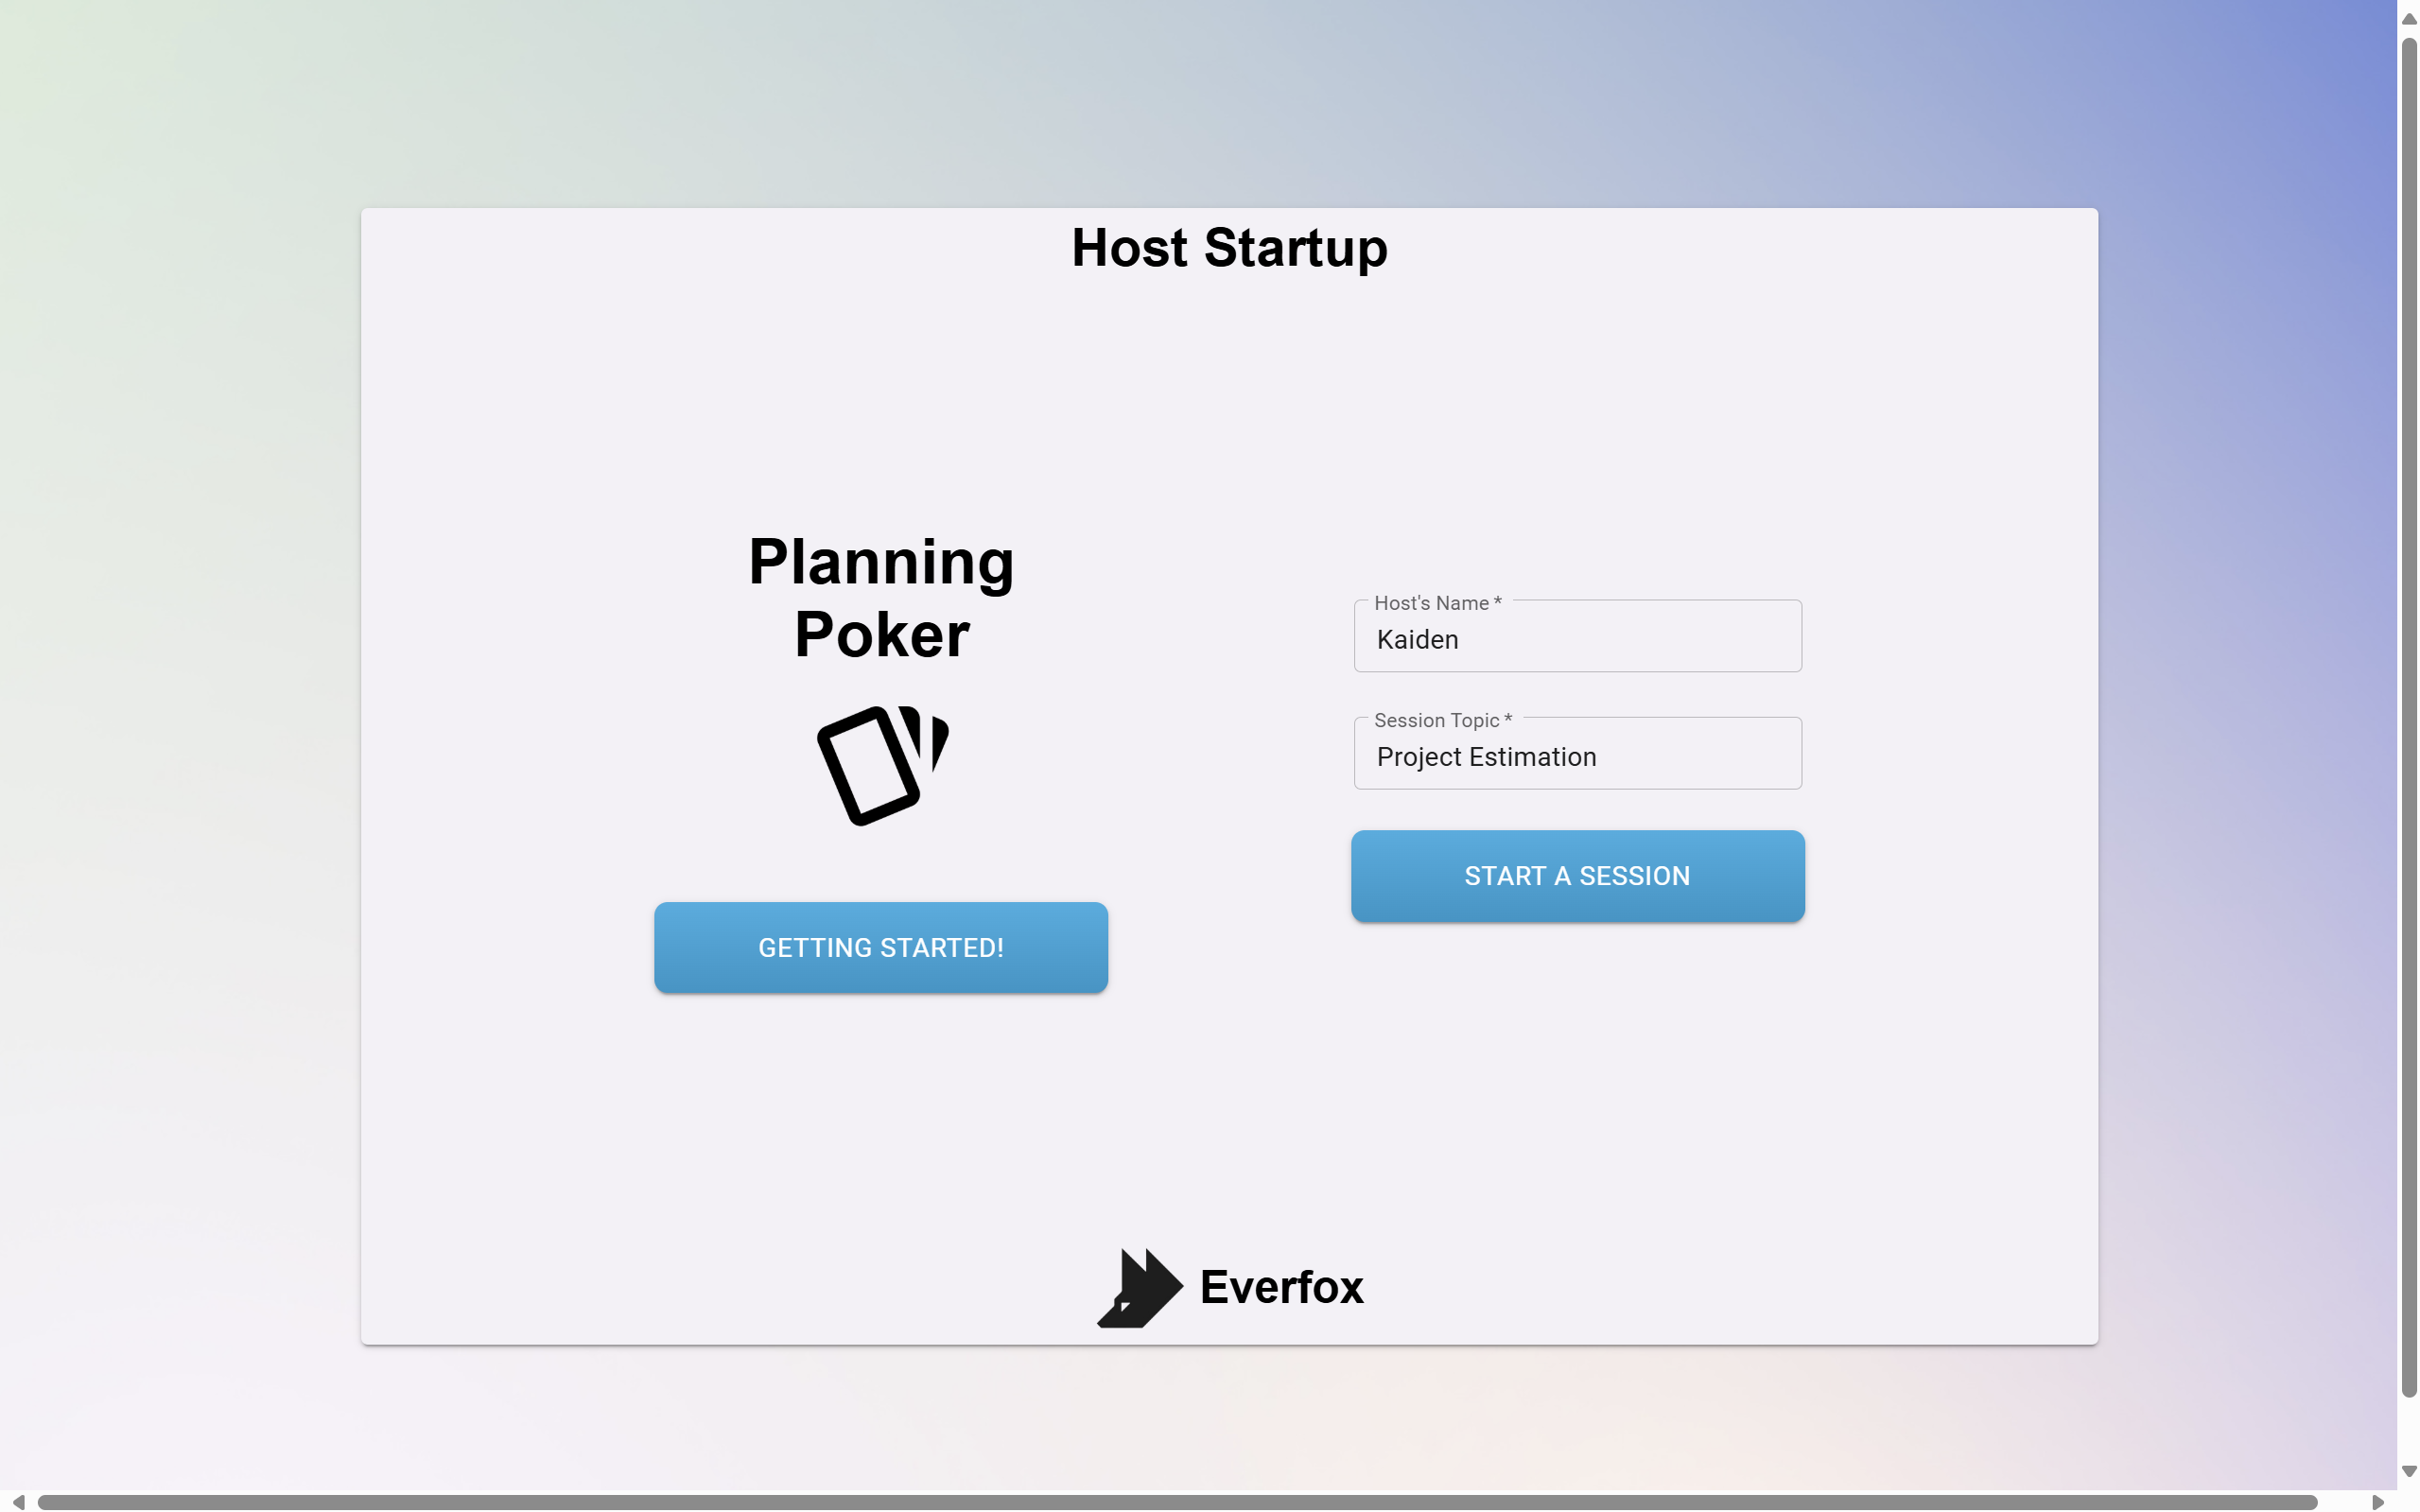 Host Startup
Planning
Poker
GETTING STARTED!
Host's Name *
Kaiden
Session Topic *
Project Estimation
START A SESSION
Everfox